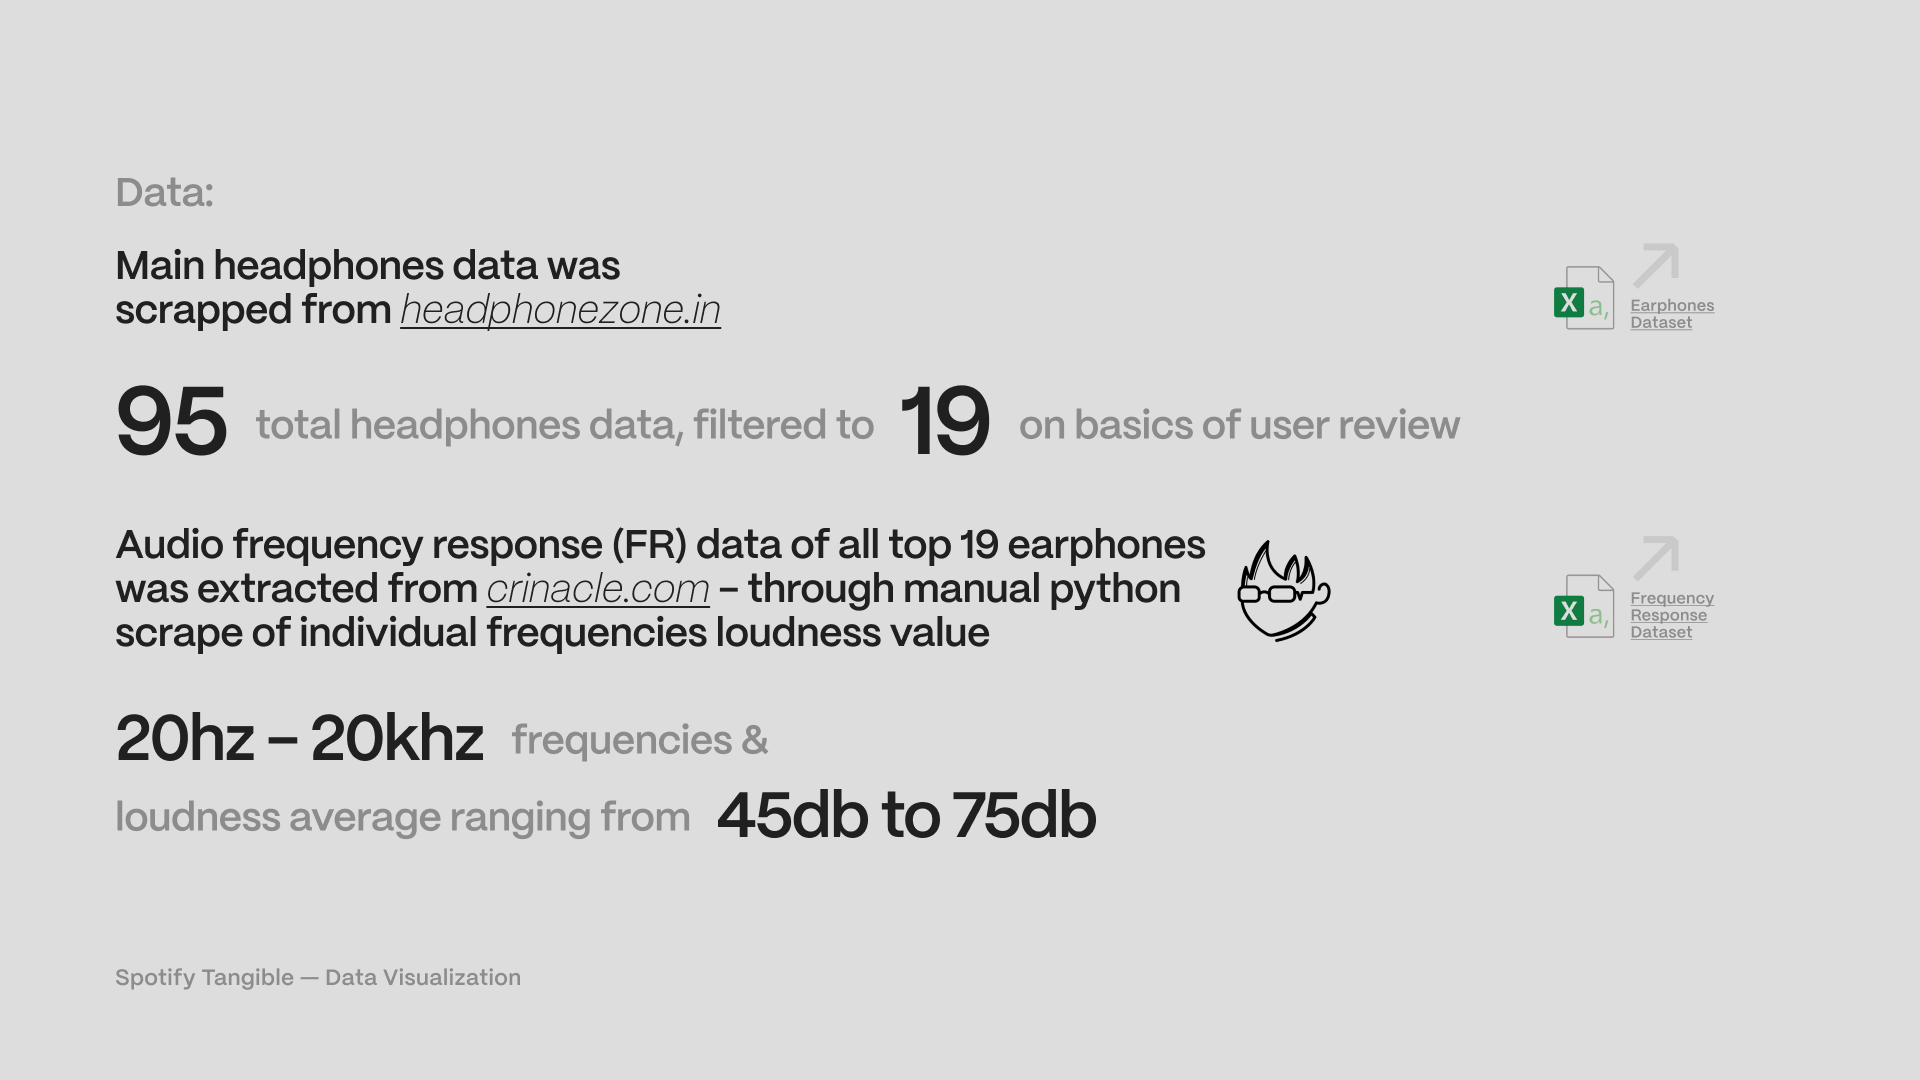 Data:
Main headphones data was
scrapped from headphonezone.in
X a,
Earphones
Dataset
95 total headphones data, filtered to 19 on basics of user review
Audio frequency response (FR) data of all top 19 earphones
was extracted from crinacle.com – through manual python
scrape of individual frequencies loudness value
X a,
Frequency
Response
Dataset
20hz – 20khz frequencies &
loudness average ranging from 45db to 75db
Spotify Tangible — Data Visualization